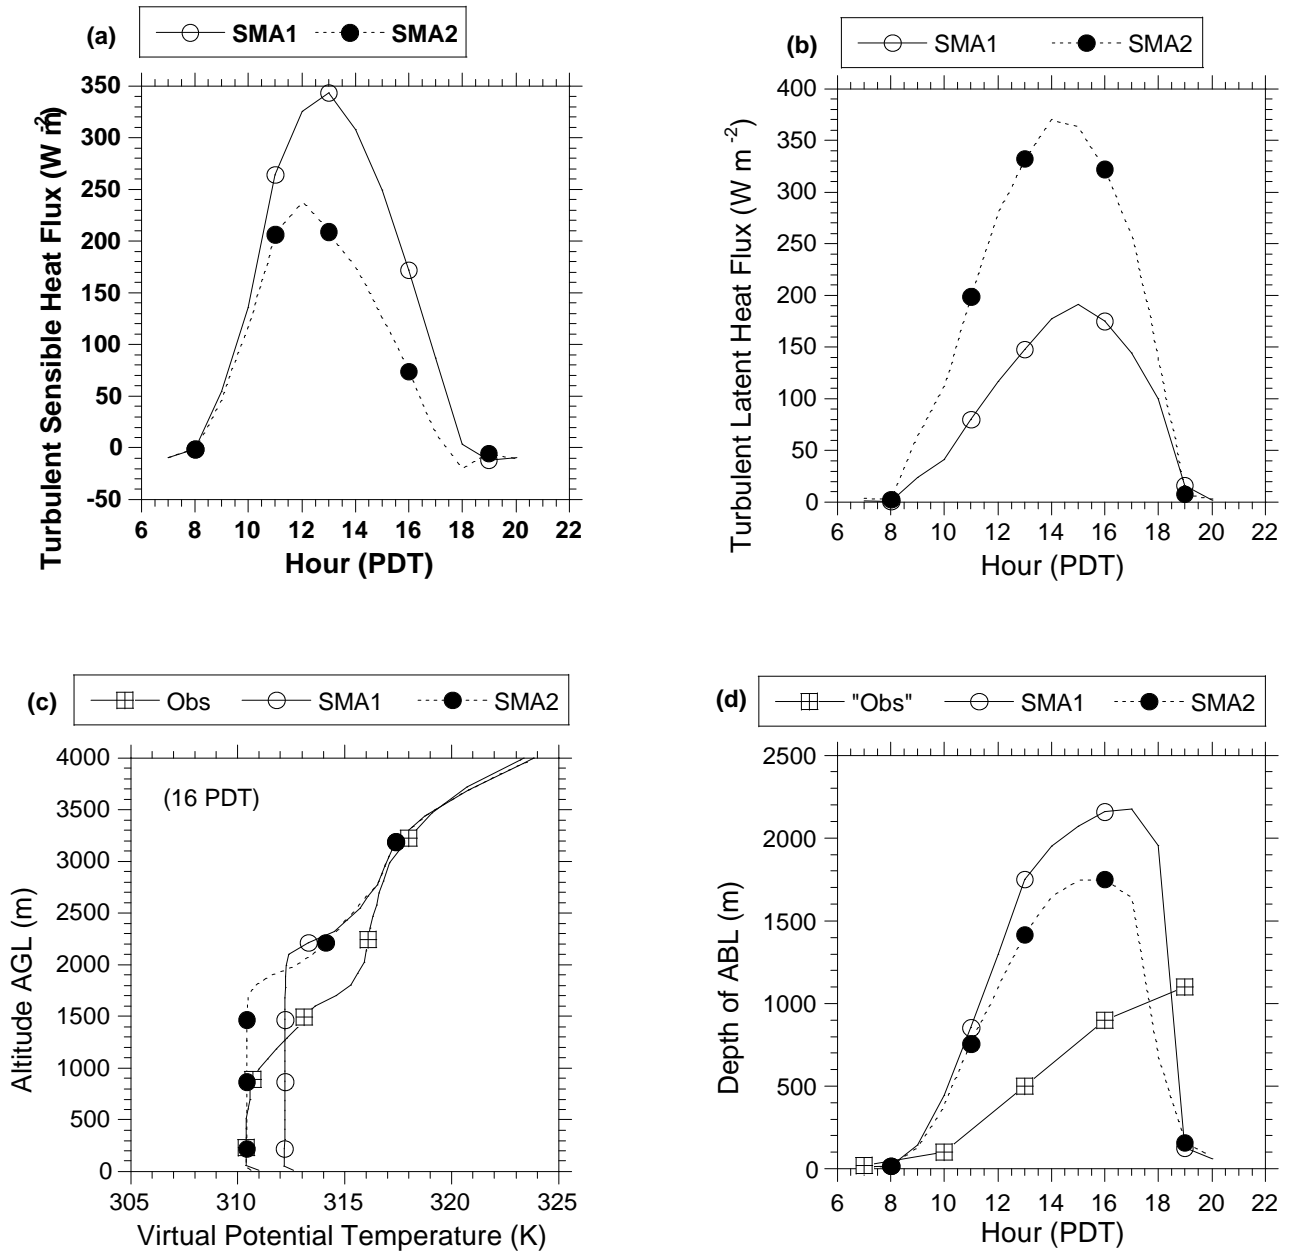 (a) SMA1 SMA2
350
300
250
200
150
100
50
0
-50
6 8 10 12 14 16 18 20 22
Hour (PDT)
Turbulent Sensible Heat Flux (W m-2)
(b) SMA1 SMA2
400
350
300
250
200
150
100
50
0
6 8 10 12 14 16 18 20 22
Hour (PDT)
Turbulent Latent Heat Flux (W m-2)
(c) Obs SMA1 SMA2
(16 PDT)
4000
3500
3000
2500
2000
1500
1000
500
0
305 310 315 320 325
Virtual Potential Temperature (K)
Altitude AGL (m)
(d) "Obs" SMA1 SMA2
2500
2000
1500
1000
500
0
6 8 10 12 14 16 18 20 22
Hour (PDT)
Depth of ABL (m)